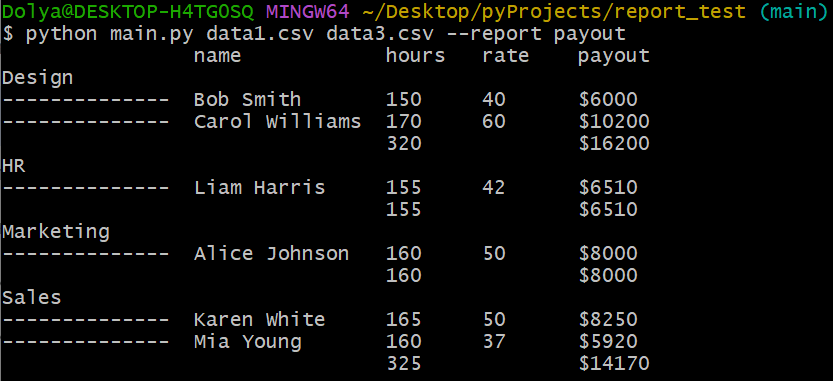 Dolya@DESKTOP-H4TGOSQ MINGW64 ~/Desktop/pyProjects/report_test (main)
$ python main.py data1.csv data3.csv --report payout
                name            hours   rate    payout
Design
--------------  Bob Smith       150     40      $6000
--------------  Carol Williams  170     60      $10200
                                320             $16200
HR
--------------  Liam Harris     155     42      $6510
                                155             $6510
Marketing
--------------  Alice Johnson   160     50      $8000
                                160             $8000
Sales
--------------  Karen White     165     50      $8250
--------------  Mia Young       160     37      $5920
                                325             $14170